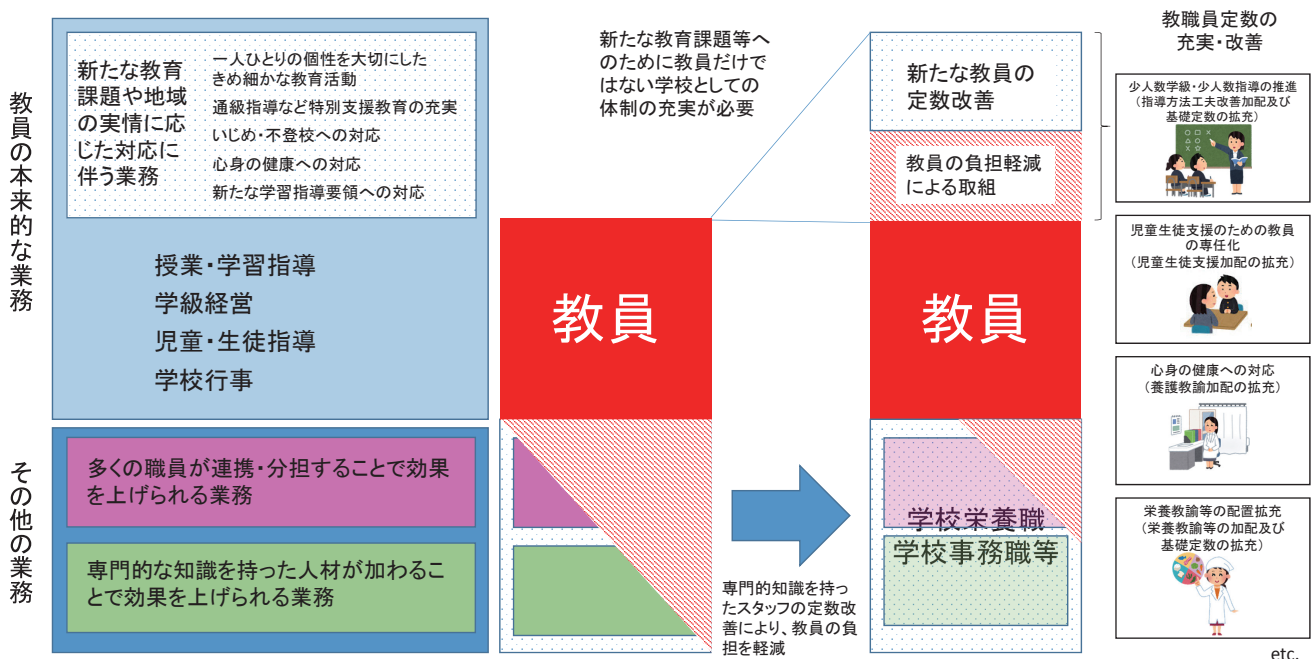 教員の本来的な業務
新たな教育
課題や地域
の実情に応
じた対応に
伴う業務
一人ひとりの個性を大切にした
きめ細かな教育活動
通級指導など特別支援教育の充実
いじめ・不登校への対応
心身の健康への対応
新たな学習指導要領への対応
授業・学習指導
学級経営
児童・生徒指導
学校行事
その他の業務
多くの職員が連携・分担することで効果
を上げられる業務
専門的な知識を持った人材が加わるこ
とで効果を上げられる業務
教員
新たな教育課題等へ
のために教員だけで
はない学校としての
体制の充実が必要
専門的知識を持っ
たスタッフの定数改
善により、教員の負
担を軽減
新たな教員の
定数改善
教員の負担軽減
による取組
教員
学校栄養職
学校事務職等
教職員定数の
充実・改善
少人数学級・少人数指導の推進
(指導方法工夫改善加配及び
基礎定数の拡充)
児童生徒支援のための教員
の専任化
(児童生徒支援加配の拡充)
心身の健康への対応
(養護教諭加配の拡充)
栄養教諭等の配置拡充
(栄養教諭等の加配及び
基礎定数の拡充)
etc.